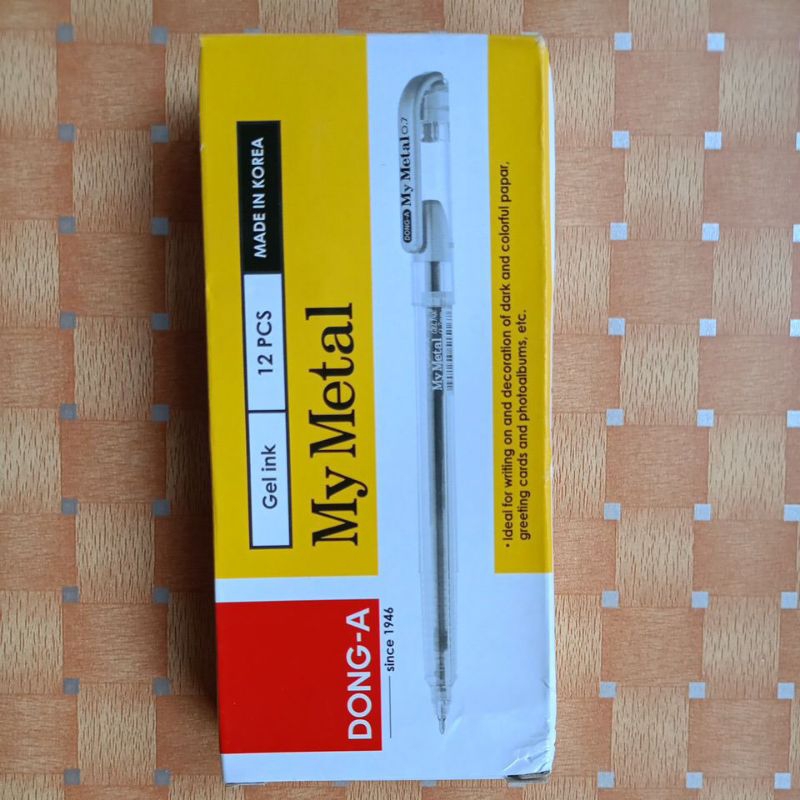 Gel ink
12 PCS
MADE IN KOREA
My Metal
DONG-A
since 1946
DONG-A My Metal 0.7
My Metal
• Ideal for writing on and decoration of dark and colorful papar,
greeting cards and photoalbums, etc.